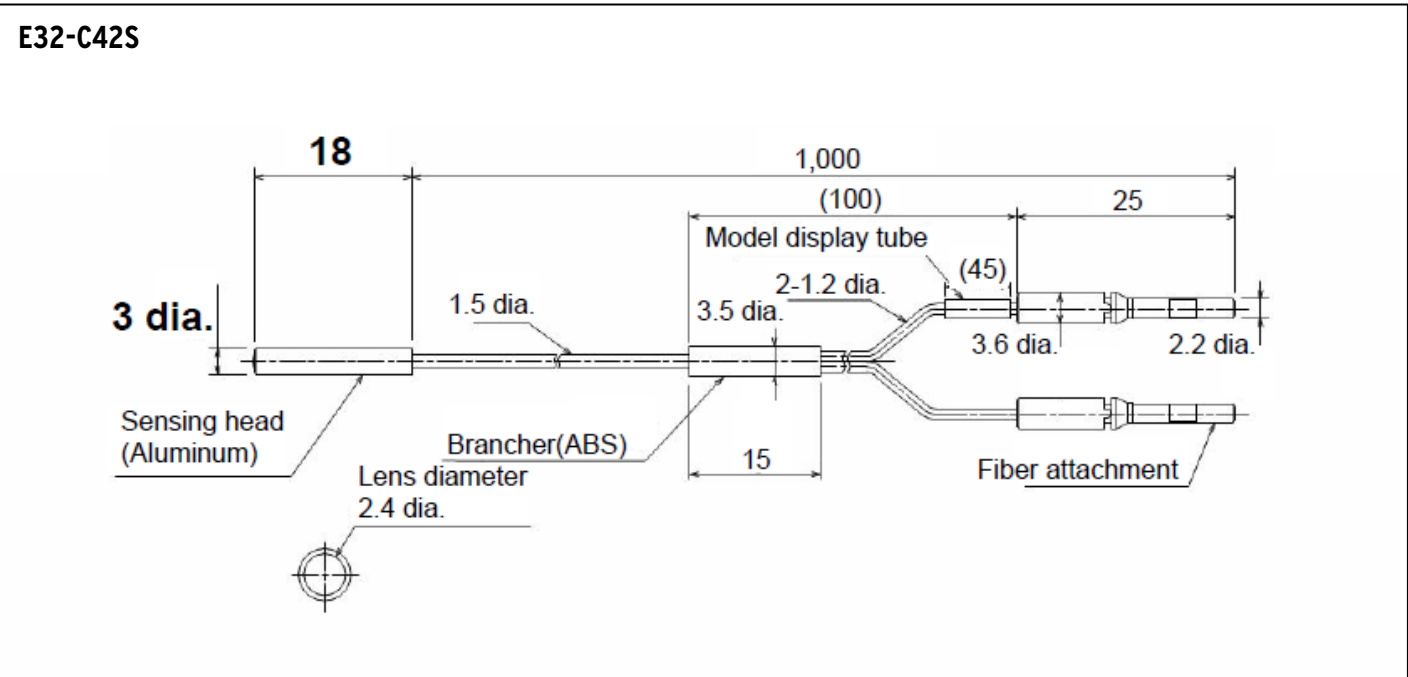 E32-C42S
18
1,000
(100)
25
Model display tube
(45)
2-1.2 dia.
1.5 dia.
3.5 dia.
3 dia.
3.6 dia.
2.2 dia.
Sensing head
(Aluminum)
Brancher(ABS)
15
Fiber attachment
Lens diameter
2.4 dia.